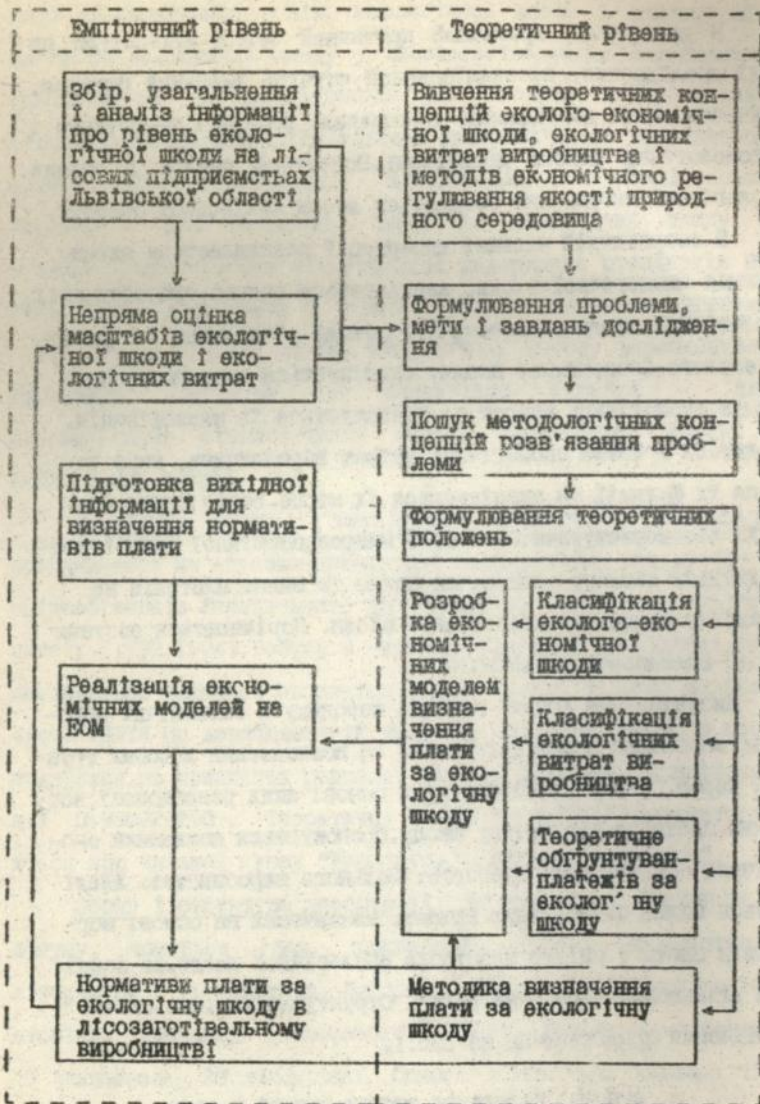 Емпіричний рівень
Теоретичний рівень
Збір, узагальнення
і аналіз інформації
про рівень еколо-
гічної шкоди на лі-
сових підприємстьах
Львівської області
Непряма оцінка
масштабів екологіч-
ної шкоди і еко-
логічних витрат
Підготовка вихідної
інформації для
визначення нормати-
вів плати
Реалізація еконо-
мічних моделей на
ЕОМ
Нормативи плати за
екологічну шкоду в
лісозаготівельному
виробництві
Вивчення теоретичних кон-
цепцій еколого-економіч-
ної шкоди, екологічних
витрат виробництва і
методів економічного ре-
гулювання якості природ-
ного середовища
Формулювання проблеми,
мети і завдань досліджен-
ня
Пошук методологічних кон-
цепцій розв'язання проб-
леми
Формулювання теоретичних
положень
Розроб-
ка еко-
номіч-
них
моделем
визна-
чення
плати
за еко-
логічну
шкоду
Класифікація
еколого-еко-
номічної
шкоди
Класифікація
екологічних
витрат ви-
робництва
Теоретичне
обгрунтуван-
платежів за
еколог. чну
шкоду
Методика визначення
плати за екологічну
шкоду